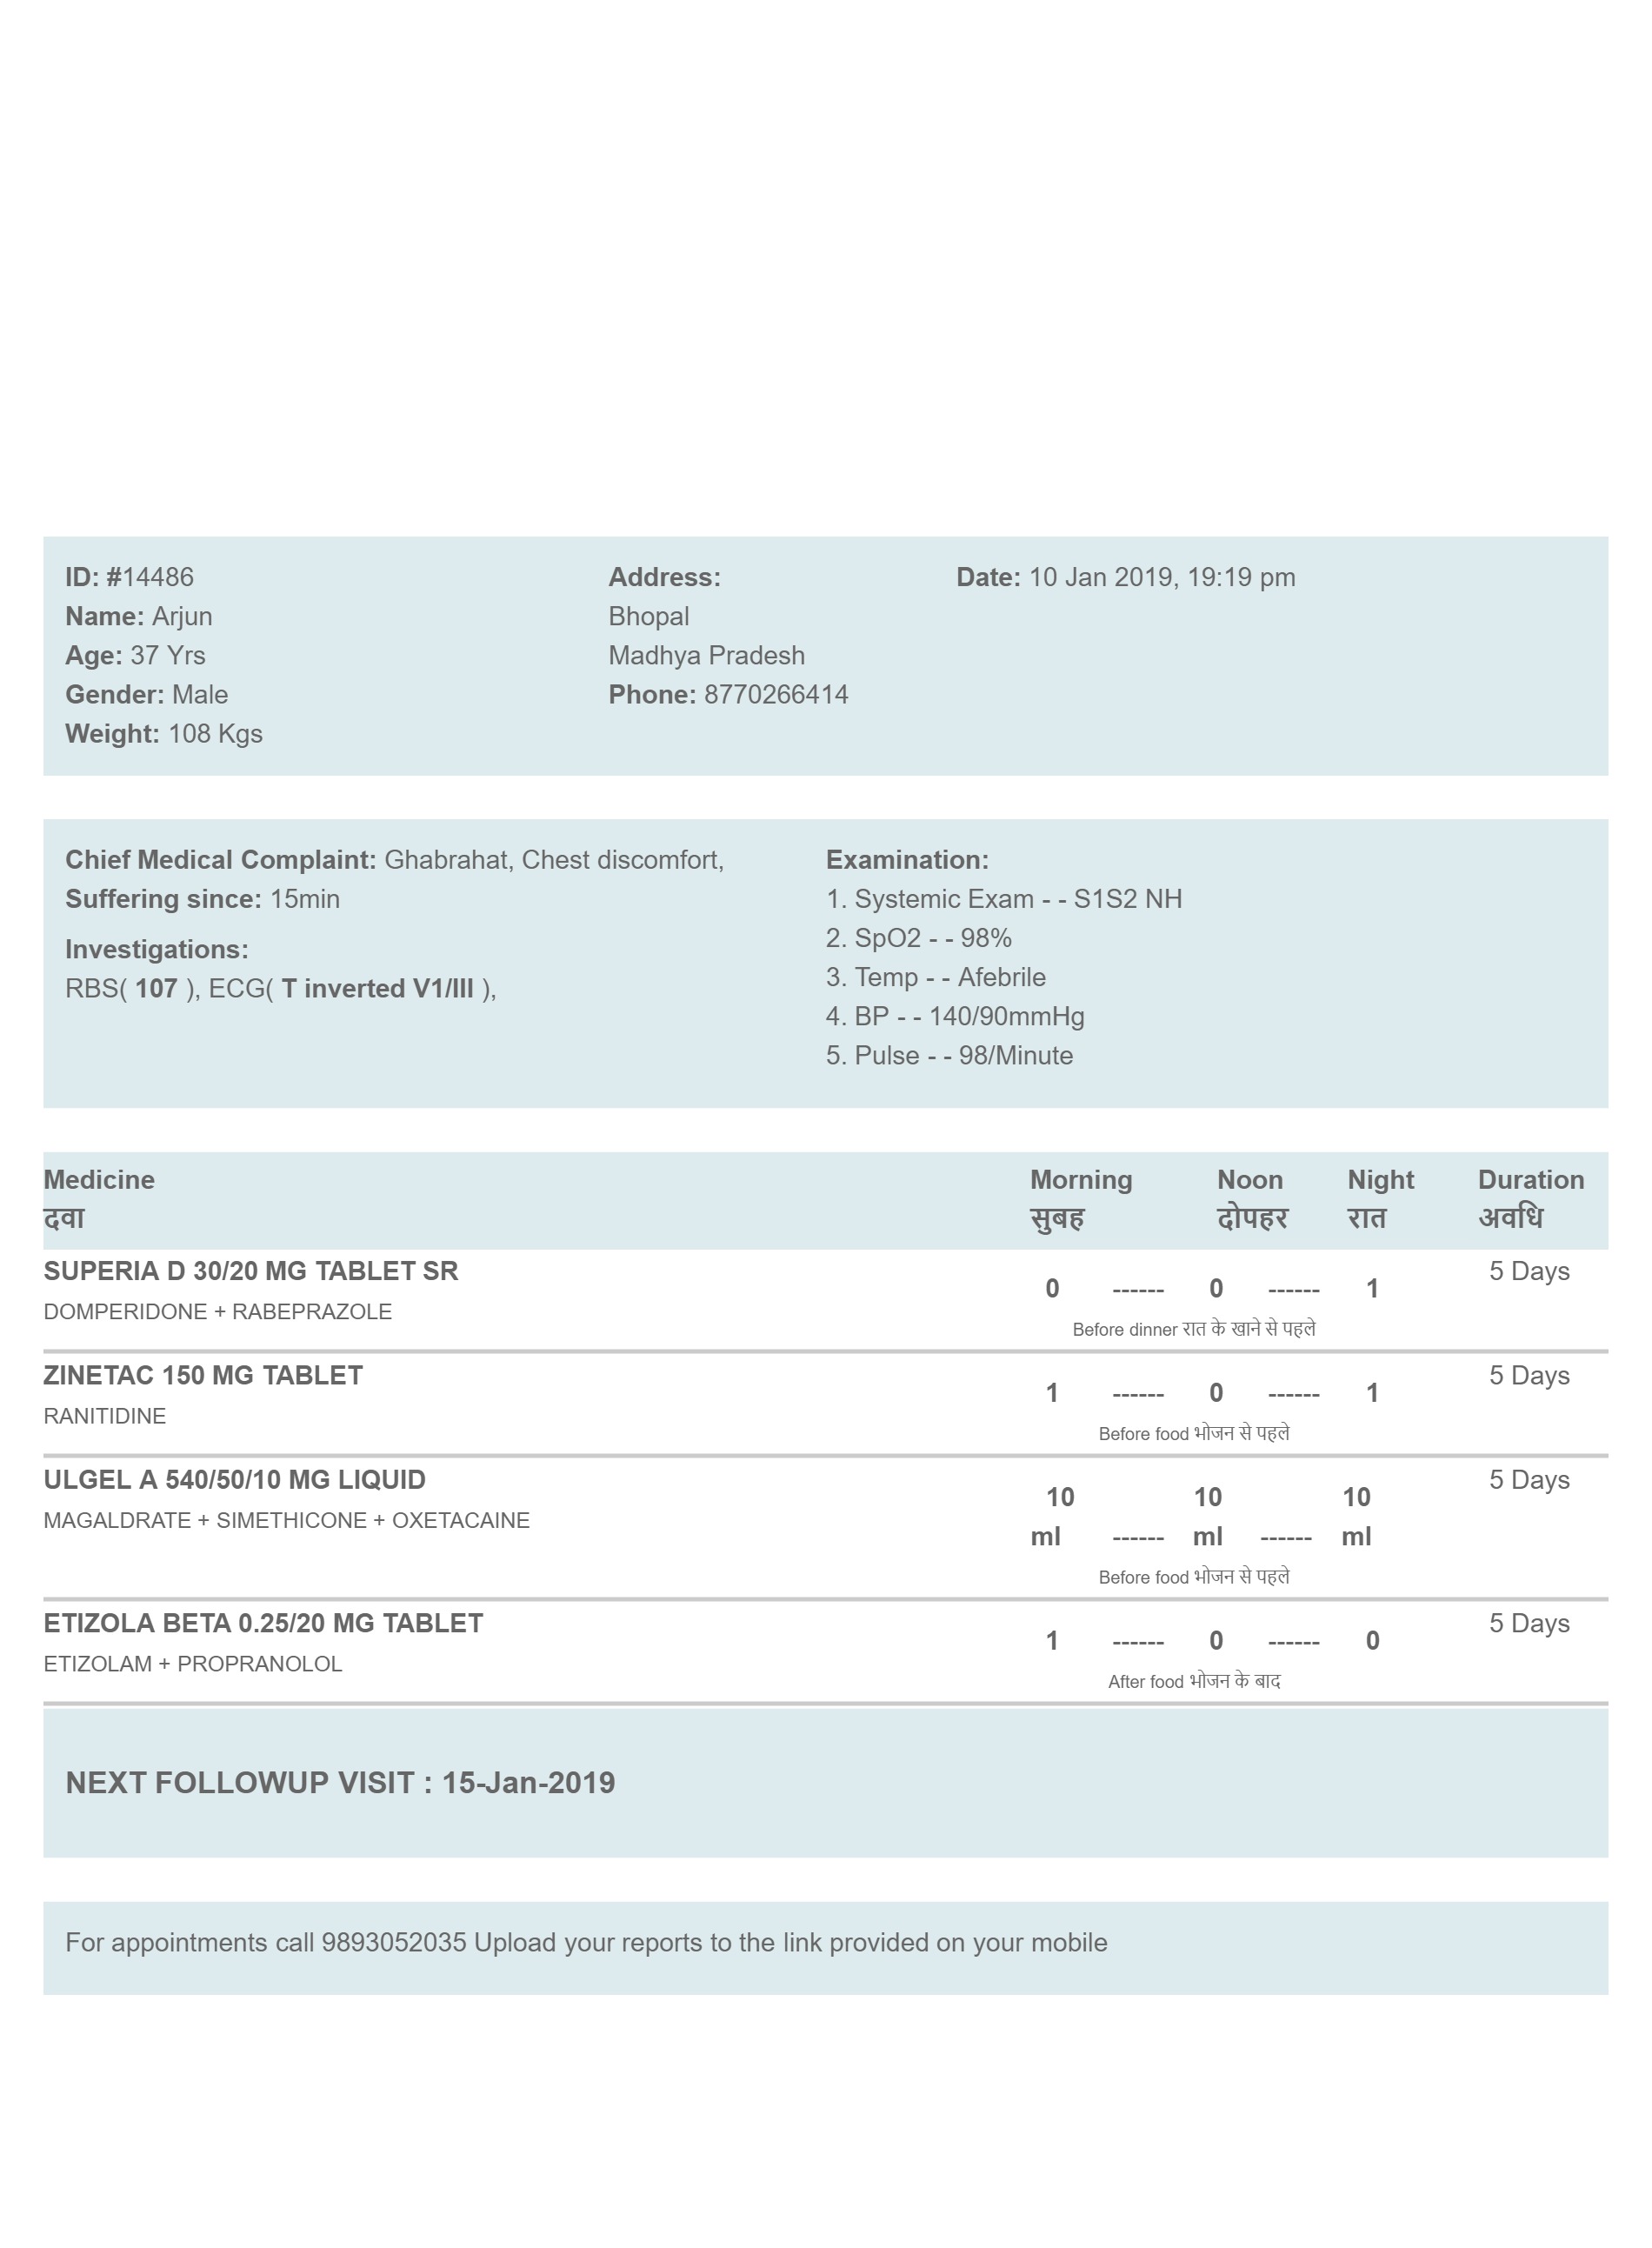 ID: #14486
Name: Arjun
Age: 37 Yrs
Gender: Male
Weight: 108 Kgs
Address:
Bhopal
Madhya Pradesh
Phone: 8770266414
Date: 10 Jan 2019, 19:19 pm
Chief Medical Complaint: Ghabrahat, Chest discomfort,
Suffering since: 15min
Investigations:
RBS( 107 ), ECG( T inverted V1/III ),
Examination:
1. Systemic Exam - - S1S2 NH
2. SpO2 - - 98%
3. Temp - - Afebrile
4. BP - - 140/90mmHg
5. Pulse - - 98/Minute
Medicine Morning Noon Night Duration
दवा सुबह दोपहर रात अवधि
SUPERIA D 30/20 MG TABLET SR 5 Days
0 ------ 0 ------ 1
DOMPERIDONE + RABEPRAZOLE
Before dinner रात के खाने से पहले
ZINETAC 150 MG TABLET 5 Days
1 ------ 0 ------ 1
RANITIDINE
Before food भोजन से पहले
ULGEL A 540/50/10 MG LIQUID 5 Days
10 10 10
MAGALDRATE + SIMETHICONE + OXETACAINE
ml ------ ml ------ ml
Before food भोजन से पहले
ETIZOLA BETA 0.25/20 MG TABLET 5 Days
1 ------ 0 ------ 0
ETIZOLAM + PROPRANOLOL
After food भोजन के बाद
NEXT FOLLOWUP VISIT : 15-Jan-2019
For appointments call 9893052035 Upload your reports to the link provided on your mobile